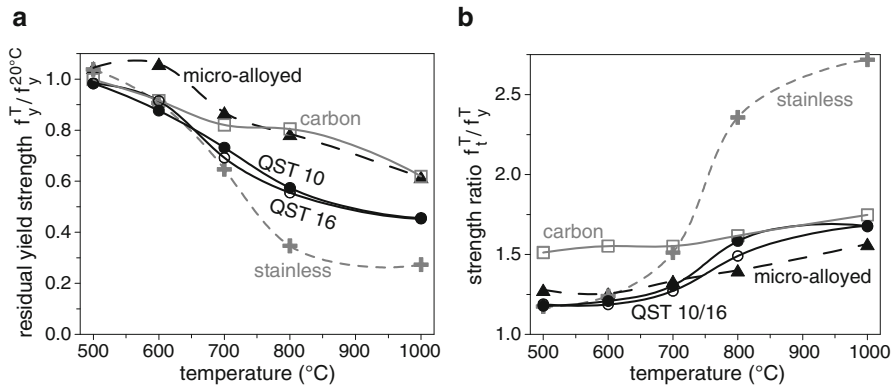 a
residual yield strength f_y^T / f_y^20°C
1.0
0.8
0.6
0.4
0.2
0.0
500 600 700 800 900 1000
temperature (°C)
micro-alloyed
carbon
QST 10
QST 16
stainless
b
strength ratio f_t^T / f_y^T
2.5
2.0
1.5
1.25
1.0
500 600 700 800 900 1000
temperature (°C)
stainless
carbon
micro-alloyed
QST 10/16